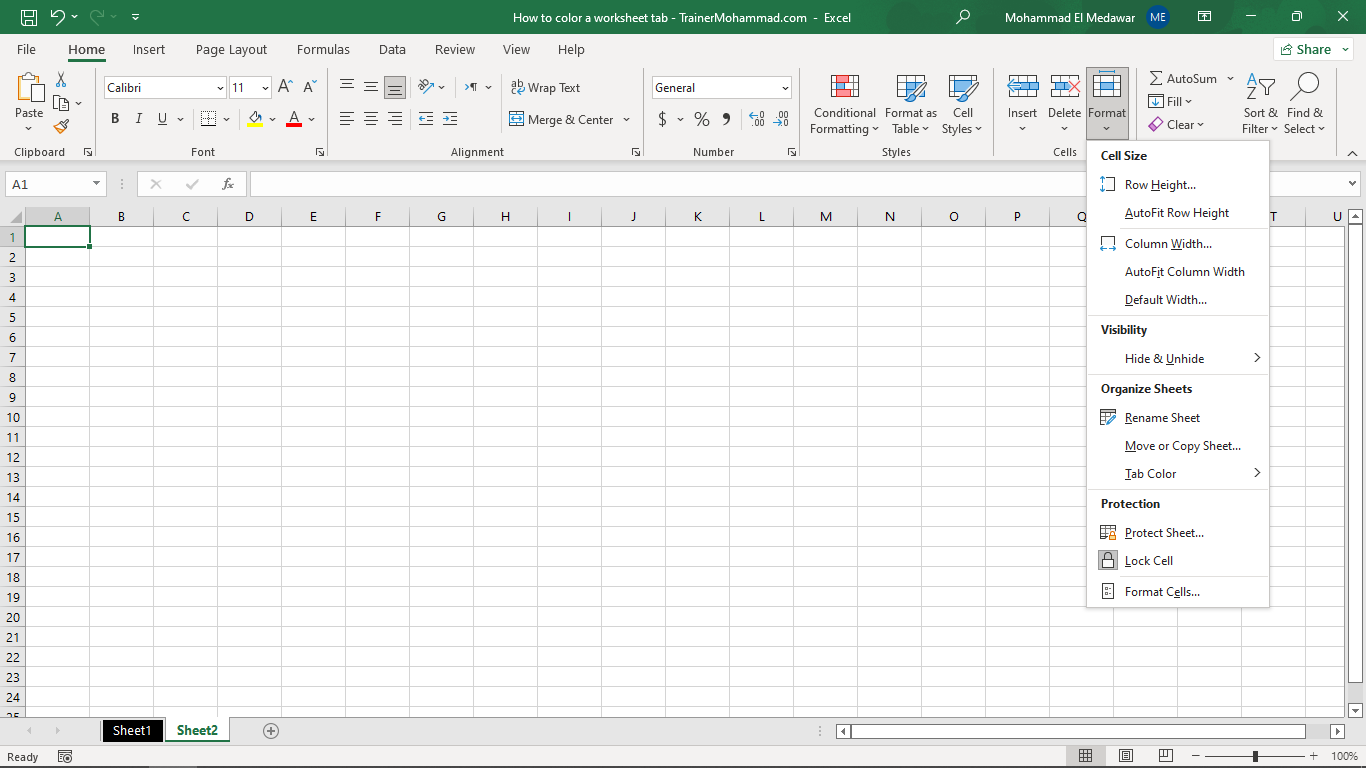 How to color a worksheet tab - TrainerMohammad.com - Excel
Mohammad El Medawar ME
File Home Insert Page Layout Formulas Data Review View Help Share
Calibri 11 Wrap Text General AutoSum
Paste Conditional Formatting Format as Table Cell Styles Insert Delete Format Fill Sort & Filter Find & Select
B I U A Merge & Center $ % Clear
Clipboard Font Alignment Number Styles Cells
A1 fx
A B C D E F G H I J K L M N O P Q T U
Cell Size
Row Height...
AutoFit Row Height
Column Width...
AutoFit Column Width
Default Width...
Visibility
Hide & Unhide
Organize Sheets
Rename Sheet
Move or Copy Sheet...
Tab Color
Protection
Protect Sheet...
Lock Cell
Format Cells...
1
2
3
4
5
6
7
8
9
10
11
12
13
14
15
16
17
18
19
20
21
22
23
24
25
Sheet1 Sheet2
Ready 100%